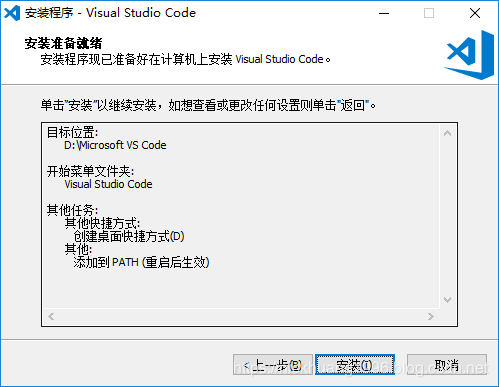 安装程序 - Visual Studio Code
安装准备就绪
安装程序现已准备好在计算机上安装 Visual Studio Code。
单击"安装"以继续安装，如想查看或更改任何设置则单击"返回"。
目标位置:
D:\Microsoft VS Code
开始菜单文件夹:
Visual Studio Code
其他任务:
其他快捷方式:
创建桌面快捷方式(D)
其他:
添加到 PATH (重启后生效)
< 上一步(B)
安装(I)
取消